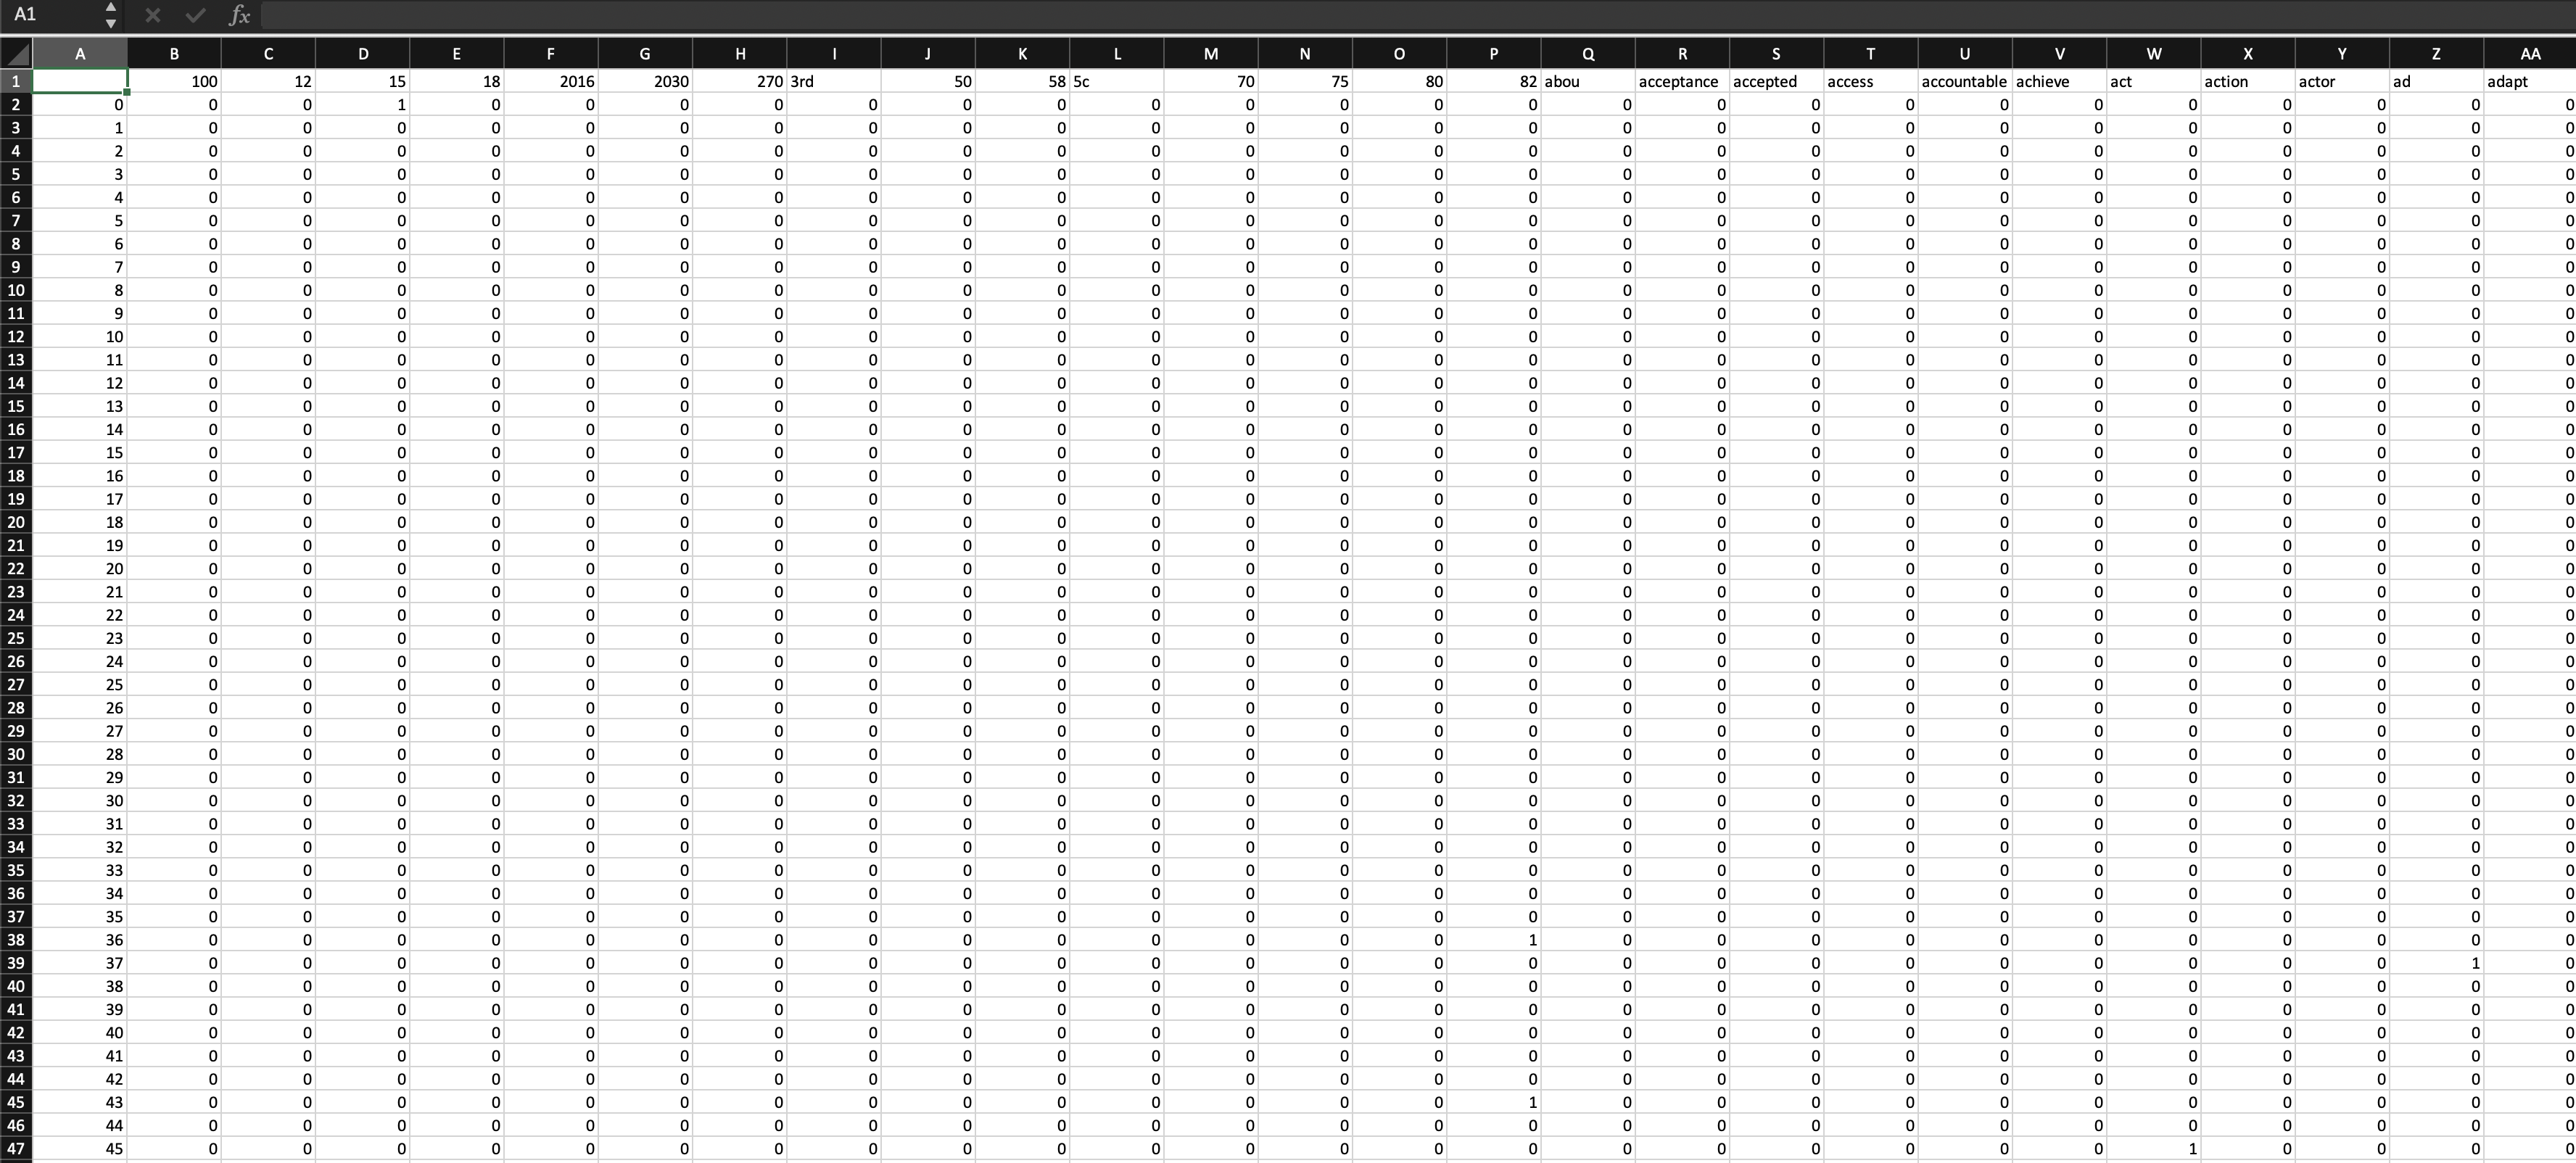 A1 fx
A B C D E F G H I J K L M N O P Q R S T U V W X Y Z AA
1 100 12 15 18 2016 2030 270 3rd 50 58 5c 70 75 80 82 abou acceptance accepted access accountable achieve act action actor ad adapt
2 0 0 0 1 0 0 0 0 0 0 0 0 0 0 0 0 0 0 0 0 0 0 0 0 0 0 0
3 1 0 0 0 0 0 0 0 0 0 0 0 0 0 0 0 0 0 0 0 0 0 0 0 0 0 0
4 2 0 0 0 0 0 0 0 0 0 0 0 0 0 0 0 0 0 0 0 0 0 0 0 0 0 0
5 3 0 0 0 0 0 0 0 0 0 0 0 0 0 0 0 0 0 0 0 0 0 0 0 0 0 0
6 4 0 0 0 0 0 0 0 0 0 0 0 0 0 0 0 0 0 0 0 0 0 0 0 0 0 0
7 5 0 0 0 0 0 0 0 0 0 0 0 0 0 0 0 0 0 0 0 0 0 0 0 0 0 0
8 6 0 0 0 0 0 0 0 0 0 0 0 0 0 0 0 0 0 0 0 0 0 0 0 0 0 0
9 7 0 0 0 0 0 0 0 0 0 0 0 0 0 0 0 0 0 0 0 0 0 0 0 0 0 0
10 8 0 0 0 0 0 0 0 0 0 0 0 0 0 0 0 0 0 0 0 0 0 0 0 0 0 0
11 9 0 0 0 0 0 0 0 0 0 0 0 0 0 0 0 0 0 0 0 0 0 0 0 0 0 0
12 10 0 0 0 0 0 0 0 0 0 0 0 0 0 0 0 0 0 0 0 0 0 0 0 0 0 0
13 11 0 0 0 0 0 0 0 0 0 0 0 0 0 0 0 0 0 0 0 0 0 0 0 0 0 0
14 12 0 0 0 0 0 0 0 0 0 0 0 0 0 0 0 0 0 0 0 0 0 0 0 0 0 0
15 13 0 0 0 0 0 0 0 0 0 0 0 0 0 0 0 0 0 0 0 0 0 0 0 0 0 0
16 14 0 0 0 0 0 0 0 0 0 0 0 0 0 0 0 0 0 0 0 0 0 0 0 0 0 0
17 15 0 0 0 0 0 0 0 0 0 0 0 0 0 0 0 0 0 0 0 0 0 0 0 0 0 0
18 16 0 0 0 0 0 0 0 0 0 0 0 0 0 0 0 0 0 0 0 0 0 0 0 0 0 0
19 17 0 0 0 0 0 0 0 0 0 0 0 0 0 0 0 0 0 0 0 0 0 0 0 0 0 0
20 18 0 0 0 0 0 0 0 0 0 0 0 0 0 0 0 0 0 0 0 0 0 0 0 0 0 0
21 19 0 0 0 0 0 0 0 0 0 0 0 0 0 0 0 0 0 0 0 0 0 0 0 0 0 0
22 20 0 0 0 0 0 0 0 0 0 0 0 0 0 0 0 0 0 0 0 0 0 0 0 0 0 0
23 21 0 0 0 0 0 0 0 0 0 0 0 0 0 0 0 0 0 0 0 0 0 0 0 0 0 0
24 22 0 0 0 0 0 0 0 0 0 0 0 0 0 0 0 0 0 0 0 0 0 0 0 0 0 0
25 23 0 0 0 0 0 0 0 0 0 0 0 0 0 0 0 0 0 0 0 0 0 0 0 0 0 0
26 24 0 0 0 0 0 0 0 0 0 0 0 0 0 0 0 0 0 0 0 0 0 0 0 0 0 0
27 25 0 0 0 0 0 0 0 0 0 0 0 0 0 0 0 0 0 0 0 0 0 0 0 0 0 0
28 26 0 0 0 0 0 0 0 0 0 0 0 0 0 0 0 0 0 0 0 0 0 0 0 0 0 0
29 27 0 0 0 0 0 0 0 0 0 0 0 0 0 0 0 0 0 0 0 0 0 0 0 0 0 0
30 28 0 0 0 0 0 0 0 0 0 0 0 0 0 0 0 0 0 0 0 0 0 0 0 0 0 0
31 29 0 0 0 0 0 0 0 0 0 0 0 0 0 0 0 0 0 0 0 0 0 0 0 0 0 0
32 30 0 0 0 0 0 0 0 0 0 0 0 0 0 0 0 0 0 0 0 0 0 0 0 0 0 0
33 31 0 0 0 0 0 0 0 0 0 0 0 0 0 0 0 0 0 0 0 0 0 0 0 0 0 0
34 32 0 0 0 0 0 0 0 0 0 0 0 0 0 0 0 0 0 0 0 0 0 0 0 0 0 0
35 33 0 0 0 0 0 0 0 0 0 0 0 0 0 0 0 0 0 0 0 0 0 0 0 0 0 0
36 34 0 0 0 0 0 0 0 0 0 0 0 0 0 0 0 0 0 0 0 0 0 0 0 0 0 0
37 35 0 0 0 0 0 0 0 0 0 0 0 0 0 0 0 0 0 0 0 0 0 0 0 0 0 0
38 36 0 0 0 0 0 0 0 0 0 0 0 0 0 0 1 0 0 0 0 0 0 0 0 0 0 0
39 37 0 0 0 0 0 0 0 0 0 0 0 0 0 0 0 0 0 0 0 0 0 0 0 0 1 0
40 38 0 0 0 0 0 0 0 0 0 0 0 0 0 0 0 0 0 0 0 0 0 0 0 0 0 0
41 39 0 0 0 0 0 0 0 0 0 0 0 0 0 0 0 0 0 0 0 0 0 0 0 0 0 0
42 40 0 0 0 0 0 0 0 0 0 0 0 0 0 0 0 0 0 0 0 0 0 0 0 0 0 0
43 41 0 0 0 0 0 0 0 0 0 0 0 0 0 0 0 0 0 0 0 0 0 0 0 0 0 0
44 42 0 0 0 0 0 0 0 0 0 0 0 0 0 0 0 0 0 0 0 0 0 0 0 0 0 0
45 43 0 0 0 0 0 0 0 0 0 0 0 0 0 0 1 0 0 0 0 0 0 0 0 0 0 0
46 44 0 0 0 0 0 0 0 0 0 0 0 0 0 0 0 0 0 0 0 0 0 0 0 0 0 0
47 45 0 0 0 0 0 0 0 0 0 0 0 0 0 0 0 0 0 0 0 0 0 1 0 0 0 0